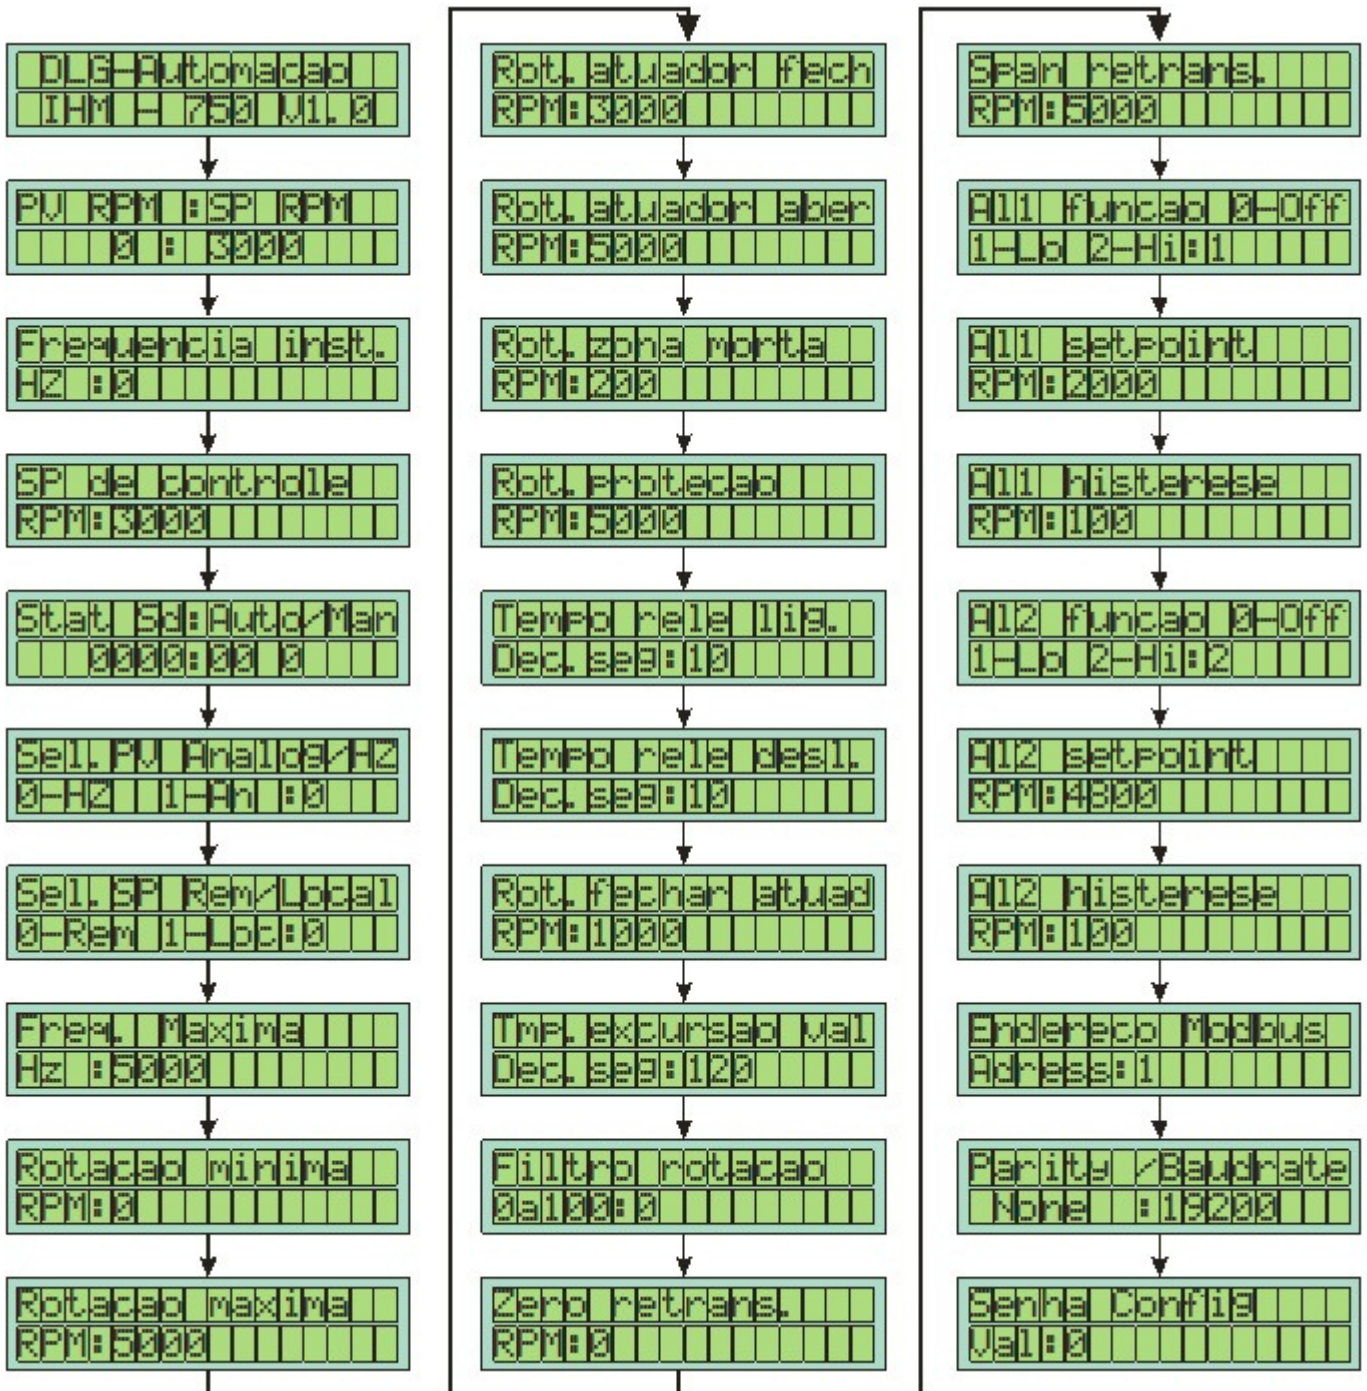 DLG-Automacao
IHM - 750 V1.0
PV RPM :SP RPM
0 : 3000
Frequencia inst.
HZ :0
SP de controle
RPM:3000
Stat Sd:Auto/Man
0000:00 0
Sel.PV Analog/HZ
0-HZ 1-An :0
Sel.SP Rem/Local
0-Rem 1-Loc:0
Freq. Maxima
Hz :5000
Rotacao minima
RPM:0
Rotacao maxima
RPM:5000
Rot.atuador fech
RPM:3000
Rot.atuador aber
RPM:5000
Rot.zona morta
RPM:200
Rot.protecao
RPM:5000
Tempo rele lig.
Dec.seg:10
Tempo rele desl.
Dec.seg:10
Rot.fechar atuad
RPM:1000
Tmp.excursao val
Dec.seg:120
Filtro rotacao
0a100:0
Zero retrans.
RPM:0
Span retrans.
RPM:5000
Al1 funcao 0-Off
1-Lo 2-Hi:1
Al1 setpoint
RPM:2000
Al1 histerese
RPM:100
Al2 funcao 0-Off
1-Lo 2-Hi:2
Al2 setpoint
RPM:4800
Al2 histerese
RPM:100
Endereco Modbus
Adress:1
Parity /Baudrate
None :19200
Senha Config
Val:0